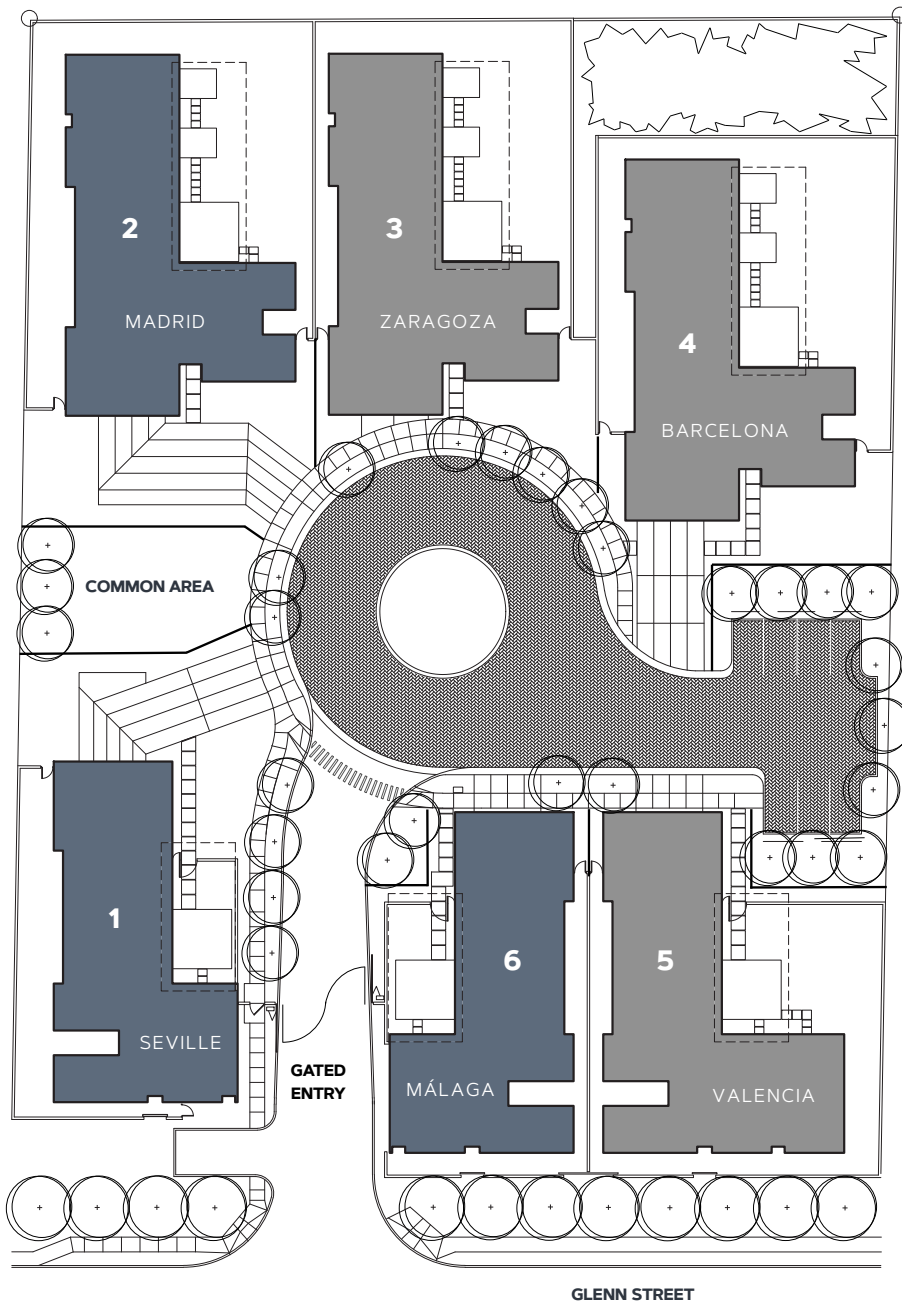 2
MADRID
3
ZARAGOZA
4
BARCELONA
COMMON AREA
1
SEVILLE
GATED
ENTRY
6
MÁLAGA
5
VALENCIA
GLENN STREET